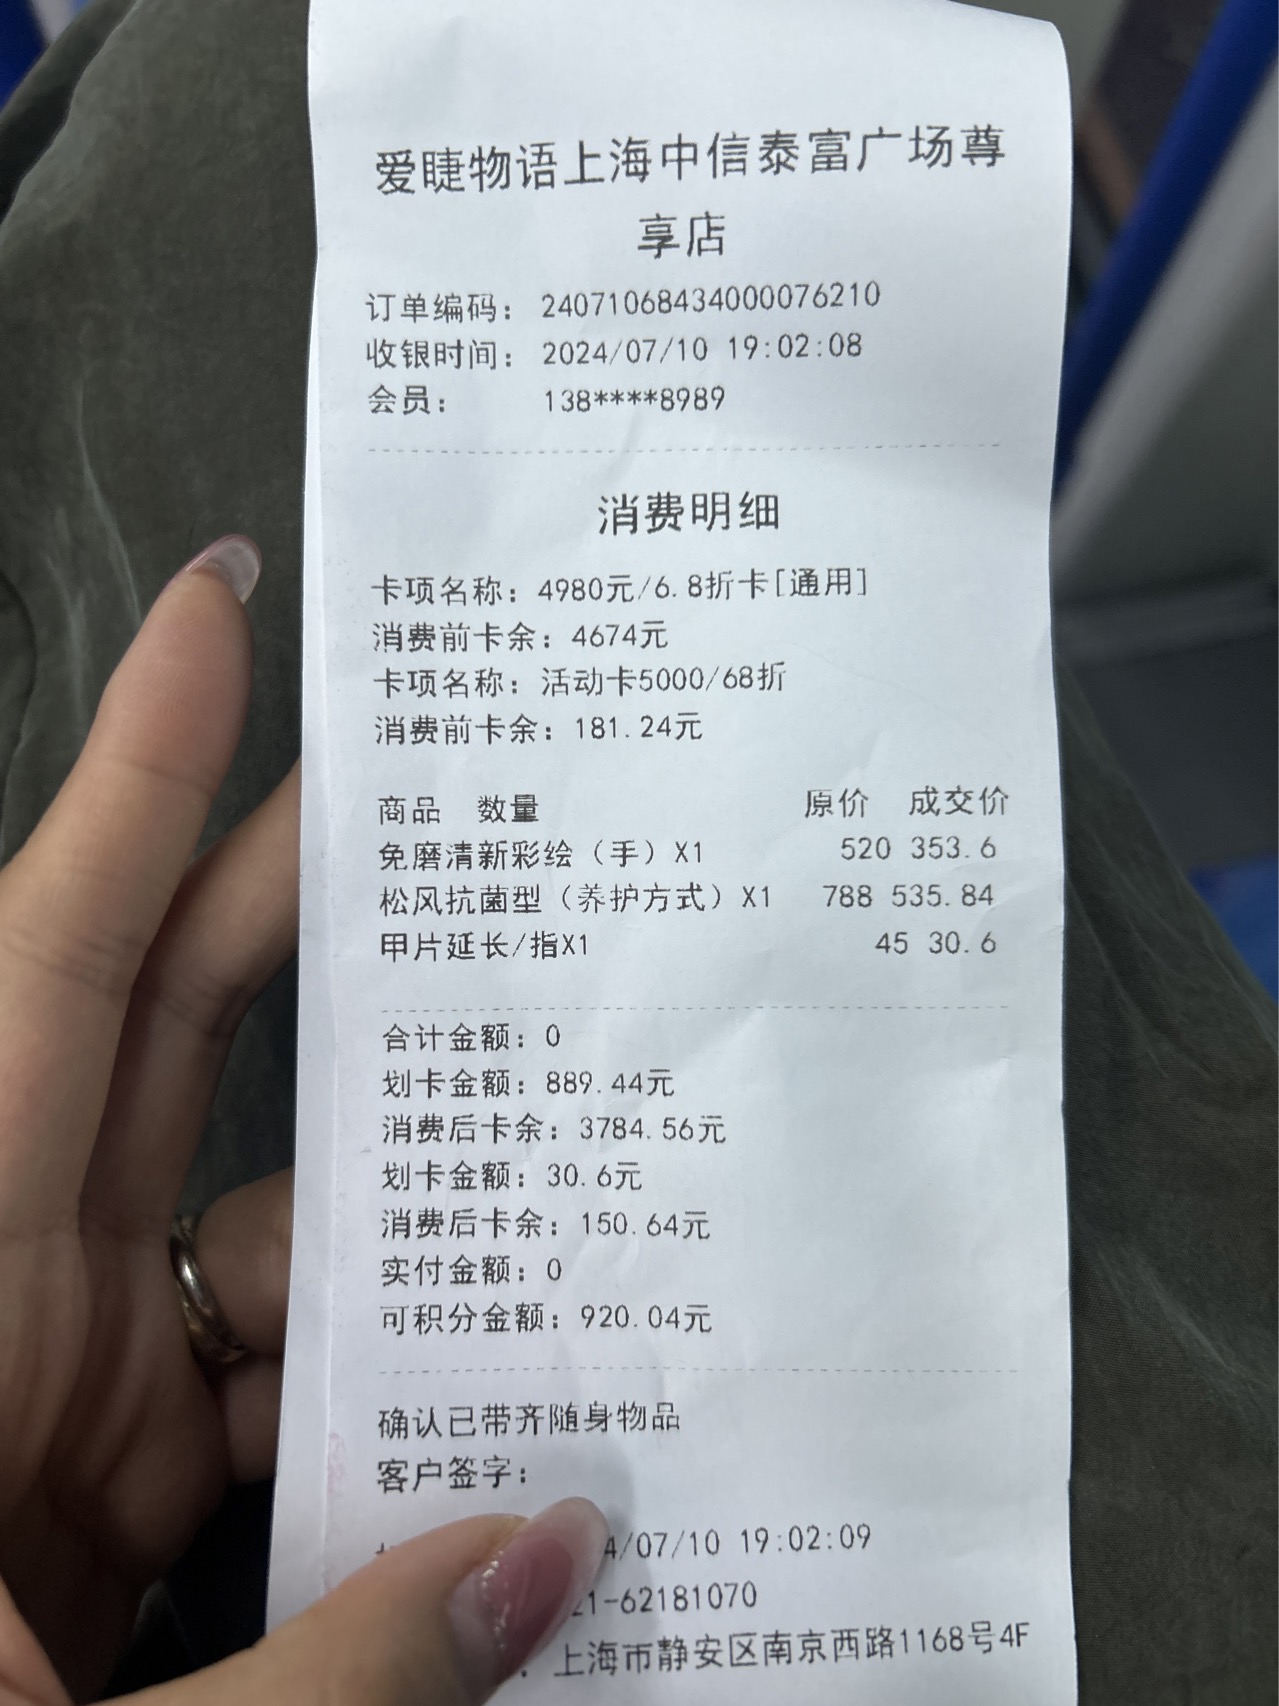 爱睫物语上海中信泰富广场尊
享店
订单编码： 24071068434000076210
收银时间： 2024/07/10 19:02:08
会员： 138****8989
消费明细
卡项名称：4980元/6.8折卡[通用]
消费前卡余：4674元
卡项名称：活动卡5000/68折
消费前卡余：181.24元
商品 数量 原价 成交价
免磨清新彩绘（手）X1 520 353.6
松风抗菌型（养护方式）X1 788 535.84
甲片延长/指X1 45 30.6
合计金额：0
划卡金额：889.44元
消费后卡余：3784.56元
划卡金额：30.6元
消费后卡余：150.64元
实付金额：0
可积分金额：920.04元
确认已带齐随身物品
客户签字：
4/07/10 19:02:09
21-62181070
上海市静安区南京西路1168号4F